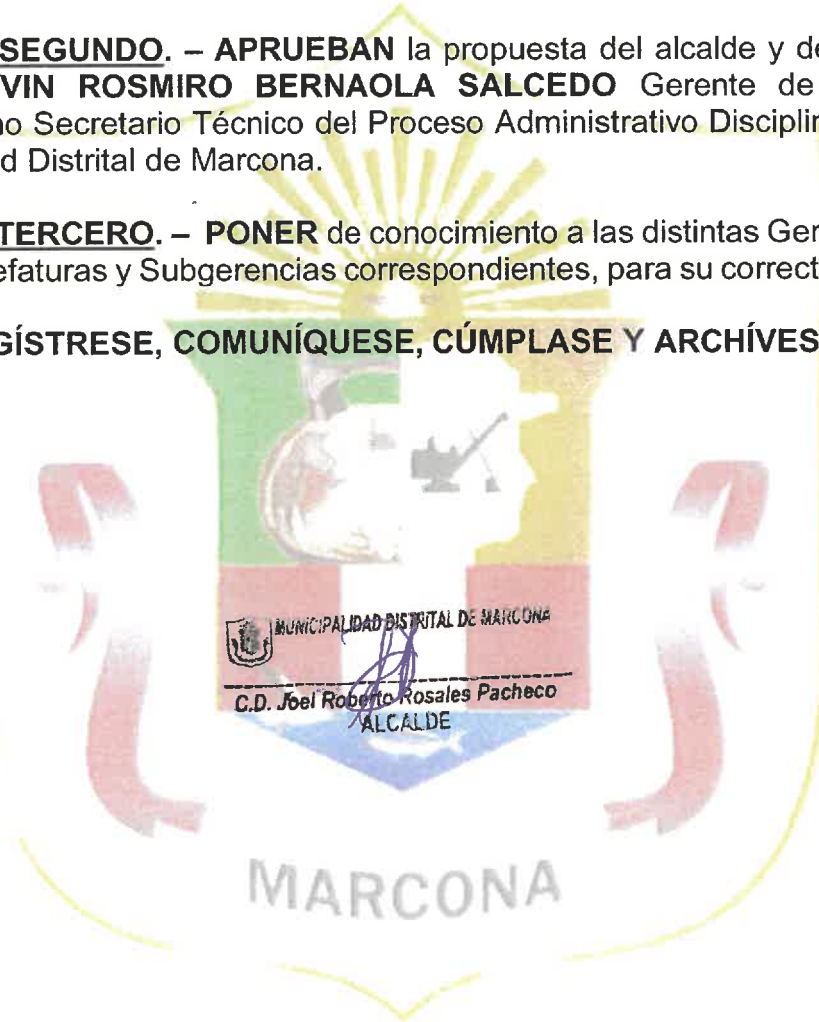 SEGUNDO. – APRUEBAN la propuesta del alcalde y de
VIN ROSMIRO BERNAOLA SALCEDO Gerente de
no Secretario Técnico del Proceso Administrativo Disciplin
d Distrital de Marcona.
TERCERO. – PONER de conocimiento a las distintas Ger
efaturas y Subgerencias correspondientes, para su correct
GÍSTRESE, COMUNÍQUESE, CÚMPLASE Y ARCHÍVES
MUNICIPALIDAD DISTRITAL DE MARCONA
C.D. Joel Roberto Rosales Pacheco
ALCALDE
MARCONA